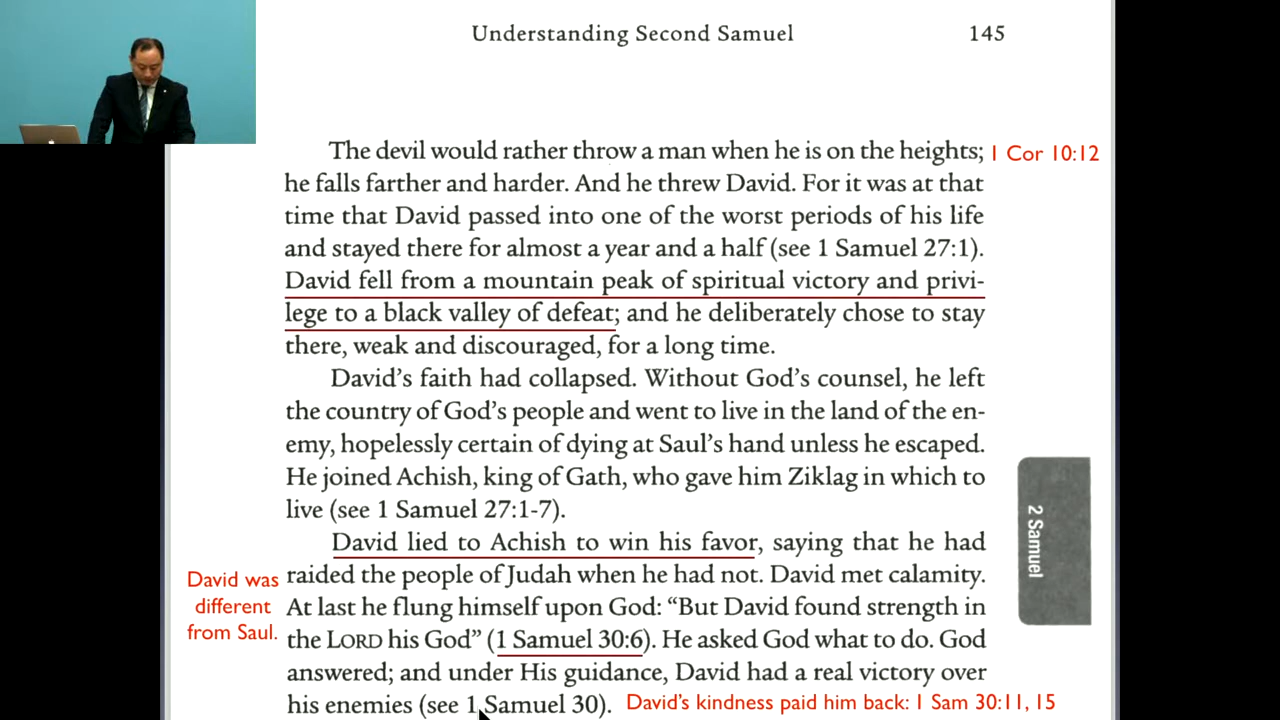 Understanding Second Samuel 145
The devil would rather throw a man when he is on the heights; 1 Cor 10:12
he falls farther and harder. And he threw David. For it was at that
time that David passed into one of the worst periods of his life
and stayed there for almost a year and a half (see 1 Samuel 27:1).
David fell from a mountain peak of spiritual victory and privi-
lege to a black valley of defeat; and he deliberately chose to stay
there, weak and discouraged, for a long time.
David's faith had collapsed. Without God's counsel, he left
the country of God's people and went to live in the land of the en-
emy, hopelessly certain of dying at Saul's hand unless he escaped.
He joined Achish, king of Gath, who gave him Ziklag in which to
live (see 1 Samuel 27:1-7).
David lied to Achish to win his favor, saying that he had
raided the people of Judah when he had not. David met calamity.
At last he flung himself upon God: “But David found strength in
the LORD his God” (1 Samuel 30:6). He asked God what to do. God
answered; and under His guidance, David had a real victory over
his enemies (see 1 Samuel 30). David's kindness paid him back: 1 Sam 30:11, 15
David was
different
from Saul.
2 Samuel